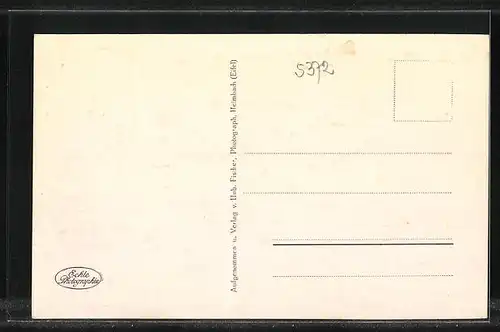 5372
Aufgenommen u. Verlag v. Hub. Fischer, Photograph, Heimbach (Eifel)
Echte
Photographie